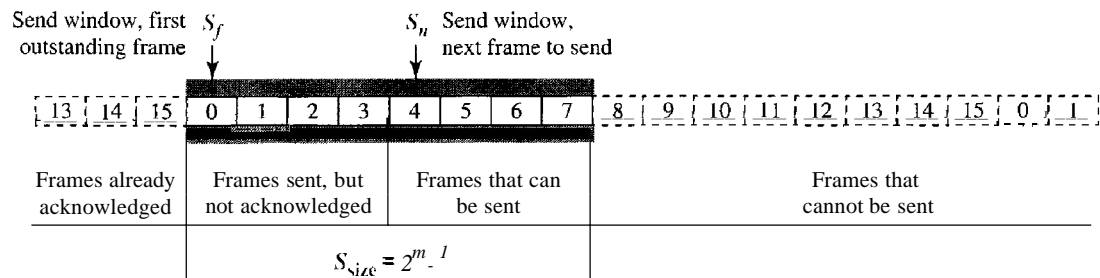 Send window, first
outstanding frame
S_f
S_n
Send window,
next frame to send
13 14 15 0 1 2 3 4 5 6 7 8 9 10 11 12 13 14 15 0 1
Frames already
acknowledged
Frames sent, but
not acknowledged
Frames that can
be sent
Frames that
cannot be sent
S_size = 2^m - 1